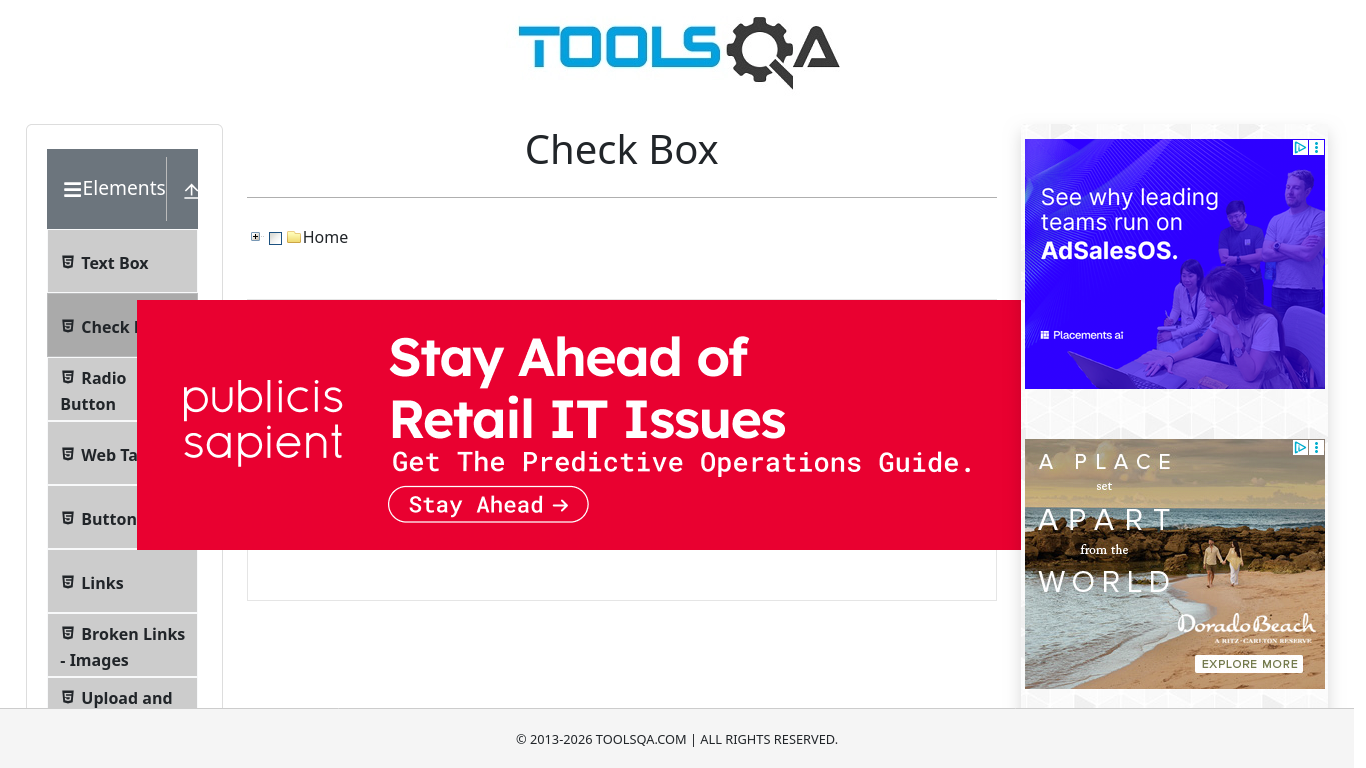 TOOLSQA
Elements
Text Box
Check
Radio
Button
Web Ta
Button
Links
Broken Links
- Images
Upload and
Check Box
Home
publicis
sapient
Stay Ahead of
Retail IT Issues
Get The Predictive Operations Guide.
Stay Ahead →
See why leading
teams run on
AdSalesOS.
Placements ai
A PLACE
set
APART
from the
WORLD
Dorado Beach
A RITZ-CARLTON RESERVE
EXPLORE MORE
© 2013-2026 TOOLSQA.COM | ALL RIGHTS RESERVED.